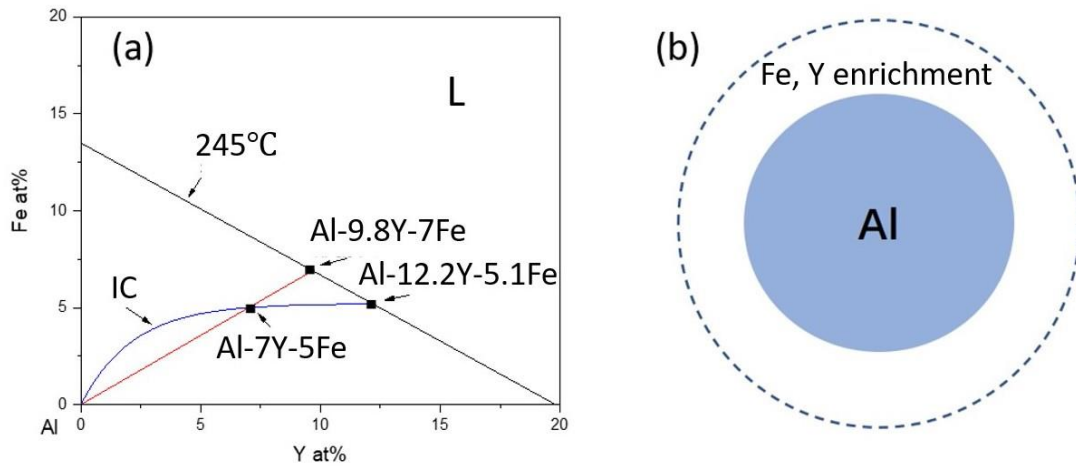 (a)
20
15
10
5
0
Fe at%
L
245°C
Al-9.8Y-7Fe
Al-12.2Y-5.1Fe
IC
Al-7Y-5Fe
Al
0
5
10
15
20
Y at%
(b)
Fe, Y enrichment
Al